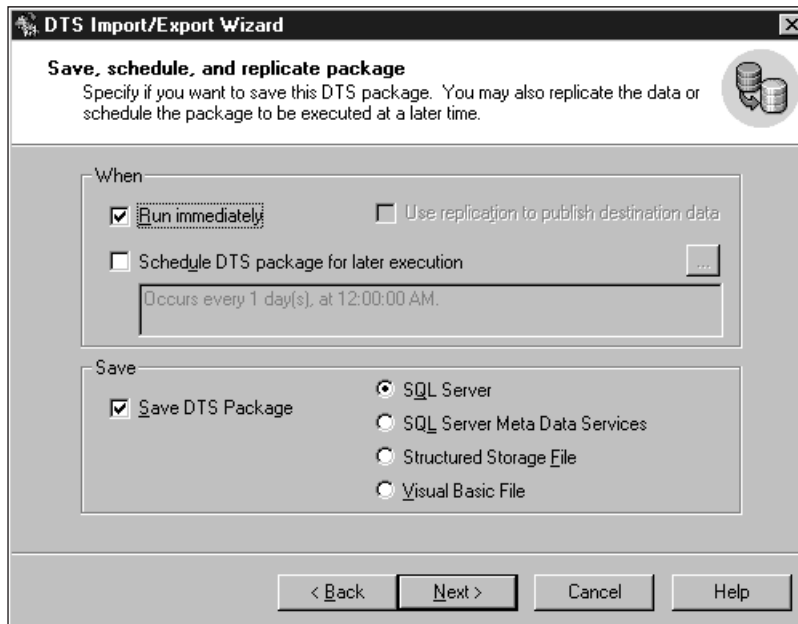 DTS Import/Export Wizard
Save, schedule, and replicate package
Specify if you want to save this DTS package. You may also replicate the data or
schedule the package to be executed at a later time.
When
Run immediately
Use replication to publish destination data
Schedule DTS package for later execution
...
Occurs every 1 day(s), at 12:00:00 AM.
Save
Save DTS Package
SQL Server
SQL Server Meta Data Services
Structured Storage File
Visual Basic File
< Back
Next >
Cancel
Help